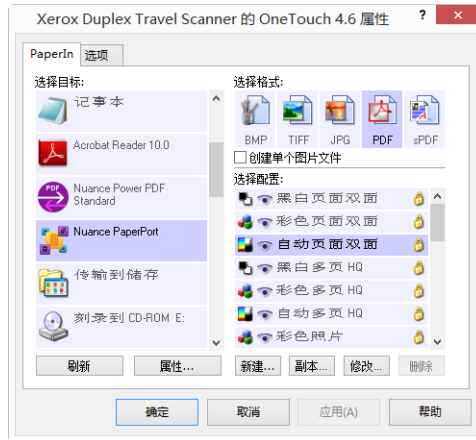 Xerox Duplex Travel Scanner 的 OneTouch 4.6 属性
?
PaperIn
选项
选择目标:
记事本
Acrobat Reader 10.0
PDF
Nuance Power PDF
Standard
Nuance PaperPort
传输到储存
刻录到 CD-ROM E:
刷新
属性...
选择格式:
BMP
TIFF
JPG
PDF
sPDF
创建单个图片文件
选择配置:
黑白页面双面
彩色页面双面
自动页面双面
黑白多页 HQ
彩色多页 HQ
自动多页 HQ
彩色照片
新建...
副本...
修改...
删除
确定
取消
应用(A)
帮助